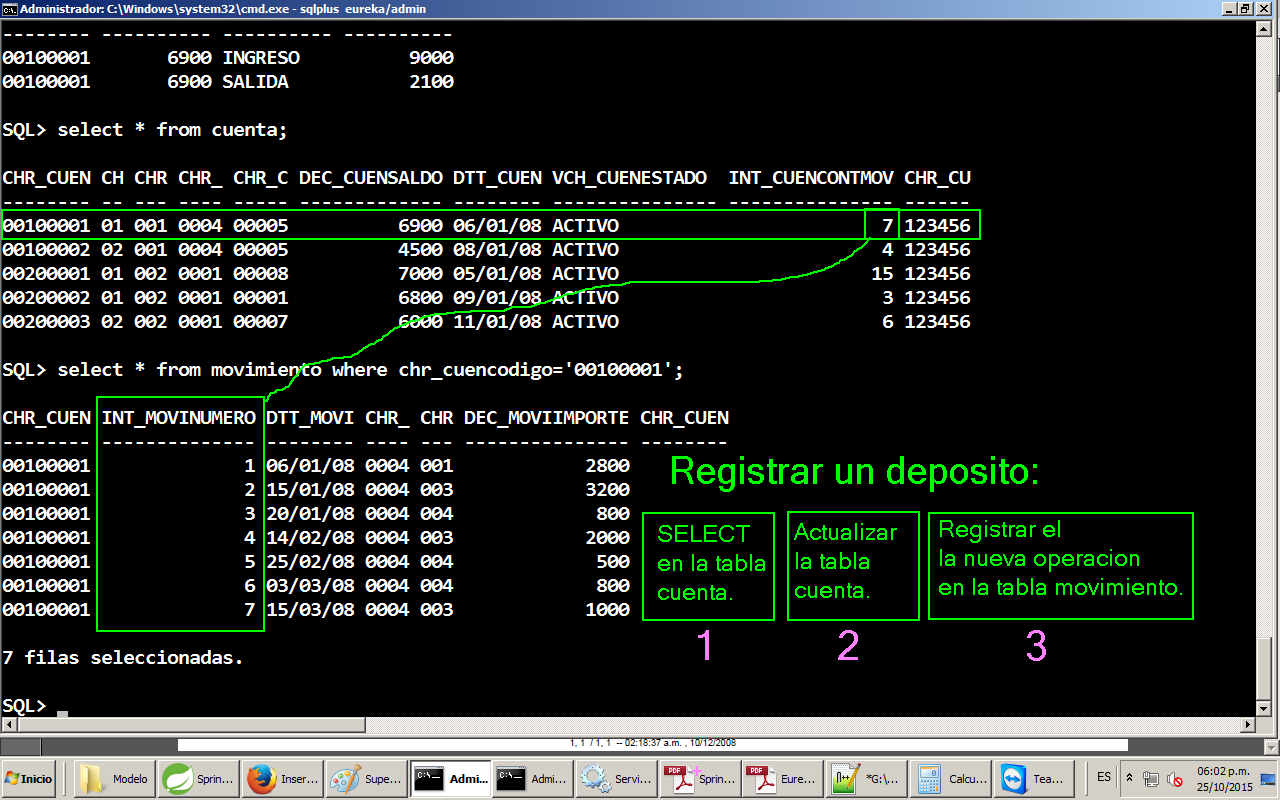 Administrador: C:\Windows\system32\cmd.exe - sqlplus eureka/admin
-------- ---------- ---------- ----------
00100001       6900 INGRESO          9000
00100001       6900 SALIDA           2100
SQL> select * from cuenta;
CHR_CUEN CH CHR CHR_ CHR_C DEC_CUENSALDO DTT_CUEN VCH_CUENESTADO  INT_CUENCONTMOV CHR_CU
-------- -- --- ---- ----- ------------- -------- --------------- --------------- ------
00100001 01 001 0004 00005          6900 06/01/08 ACTIVO                        7 123456
00100002 02 001 0004 00005          4500 08/01/08 ACTIVO                        4 123456
00200001 01 002 0001 00008          7000 05/01/08 ACTIVO                       15 123456
00200002 01 002 0001 00001          6800 09/01/08 ACTIVO                        3 123456
00200003 02 002 0001 00007          6000 11/01/08 ACTIVO                        6 123456
SQL> select * from movimiento where chr_cuencodigo='00100001';
CHR_CUEN INT_MOVINUMERO DTT_MOVI CHR_ CHR DEC_MOVIIMPORTE CHR_CUEN
-------- -------------- -------- ---- --- --------------- --------
00100001              1 06/01/08 0004 001            2800
00100001              2 15/01/08 0004 003            3200
00100001              3 20/01/08 0004 004             800
00100001              4 14/02/08 0004 003            2000
00100001              5 25/02/08 0004 004             500
00100001              6 03/03/08 0004 004             800
00100001              7 15/03/08 0004 003            1000
7 filas seleccionadas.
SQL>
Registrar un deposito:
SELECT
en la tabla
cuenta.
1
Actualizar
la tabla
cuenta.
2
Registrar el
la nueva operacion
en la tabla movimiento.
3
1, 1 / 1, 1 -- 02:18:37 a.m. , 10/12/2008
Inicio
Modelo
Sprin...
Inser...
Supe...
Admi...
Admi...
Servi...
Sprin...
Eure...
*G:\...
Calcu...
Tea...
ES
06:02 p.m.
25/10/2015